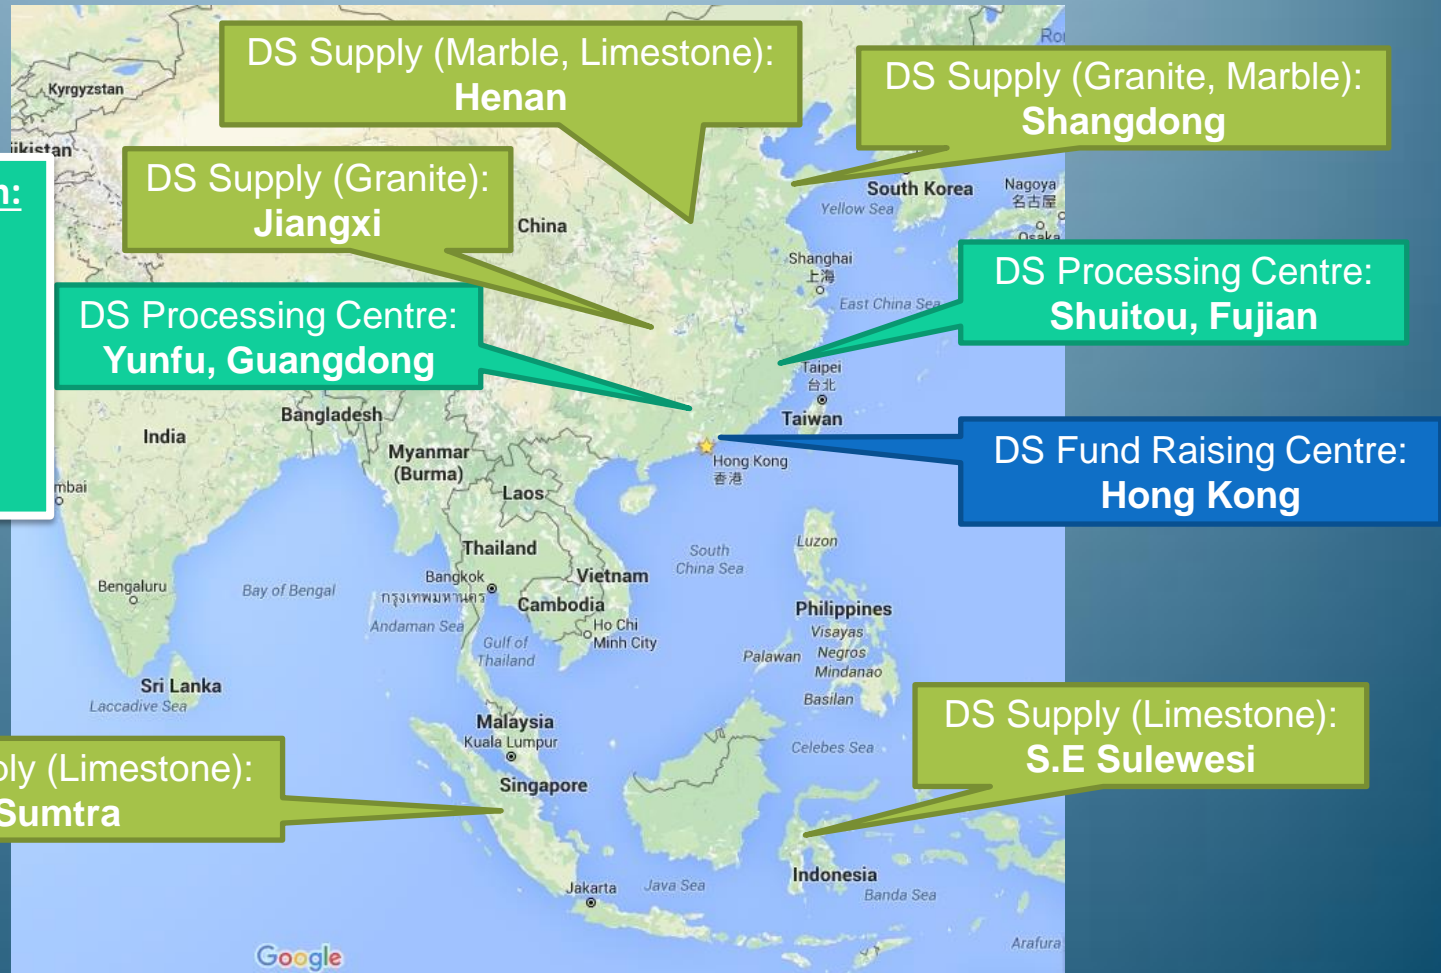 DS Supply (Marble, Limestone):
Henan
DS Supply (Granite, Marble):
Shangdong
DS Supply (Granite):
Jiangxi
DS Processing Centre:
Yunfu, Guangdong
DS Processing Centre:
Shuitou, Fujian
DS Fund Raising Centre:
Hong Kong
(Limestone):
Sumtra
DS Supply (Limestone):
S.E Sulewesi
Kyrgyzstan
China
South Korea
Yellow Sea
Nagoya
名古屋
Osaka
Shanghai
上海
East China Sea
Taipei
台北
Taiwan
Hong Kong
香港
Bangladesh
India
Myanmar
(Burma)
Laos
Thailand
Bangkok
กรุงเทพมหานคร
Vietnam
Cambodia
Ho Chi
Minh City
South
China Sea
Luzon
Philippines
Visayas
Negros
Palawan
Mindanao
Basilan
Bengaluru
Bay of Bengal
Andaman Sea
Gulf of
Thailand
Sri Lanka
Laccadive Sea
Malaysia
Kuala Lumpur
Singapore
Celebes Sea
Indonesia
Banda Sea
Jakarta
Java Sea
Arafura
Google